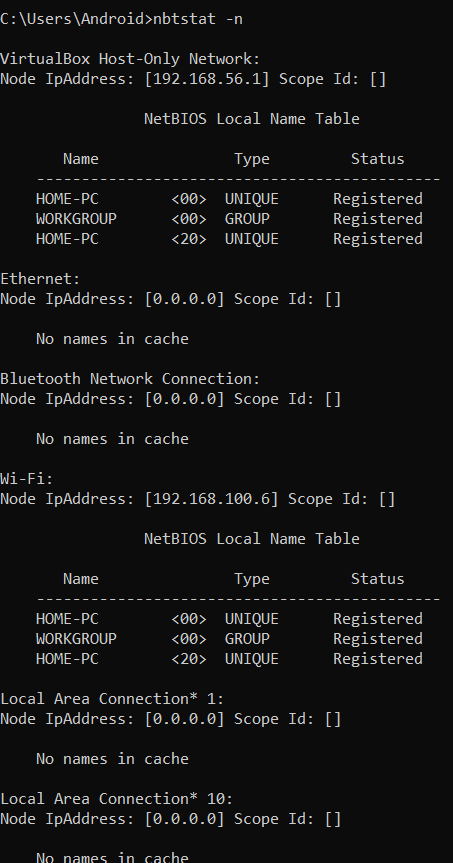 C:\Users\Android>nbtstat -n
VirtualBox Host-Only Network:
Node IpAddress: [192.168.56.1] Scope Id: []
NetBIOS Local Name Table
Name Type Status
---------------------------------------------
HOME-PC <00> UNIQUE Registered
WORKGROUP <00> GROUP Registered
HOME-PC <20> UNIQUE Registered
Ethernet:
Node IpAddress: [0.0.0.0] Scope Id: []
No names in cache
Bluetooth Network Connection:
Node IpAddress: [0.0.0.0] Scope Id: []
No names in cache
Wi-Fi:
Node IpAddress: [192.168.100.6] Scope Id: []
NetBIOS Local Name Table
Name Type Status
---------------------------------------------
HOME-PC <00> UNIQUE Registered
WORKGROUP <00> GROUP Registered
HOME-PC <20> UNIQUE Registered
Local Area Connection* 1:
Node IpAddress: [0.0.0.0] Scope Id: []
No names in cache
Local Area Connection* 10:
Node IpAddress: [0.0.0.0] Scope Id: []
No names in cache